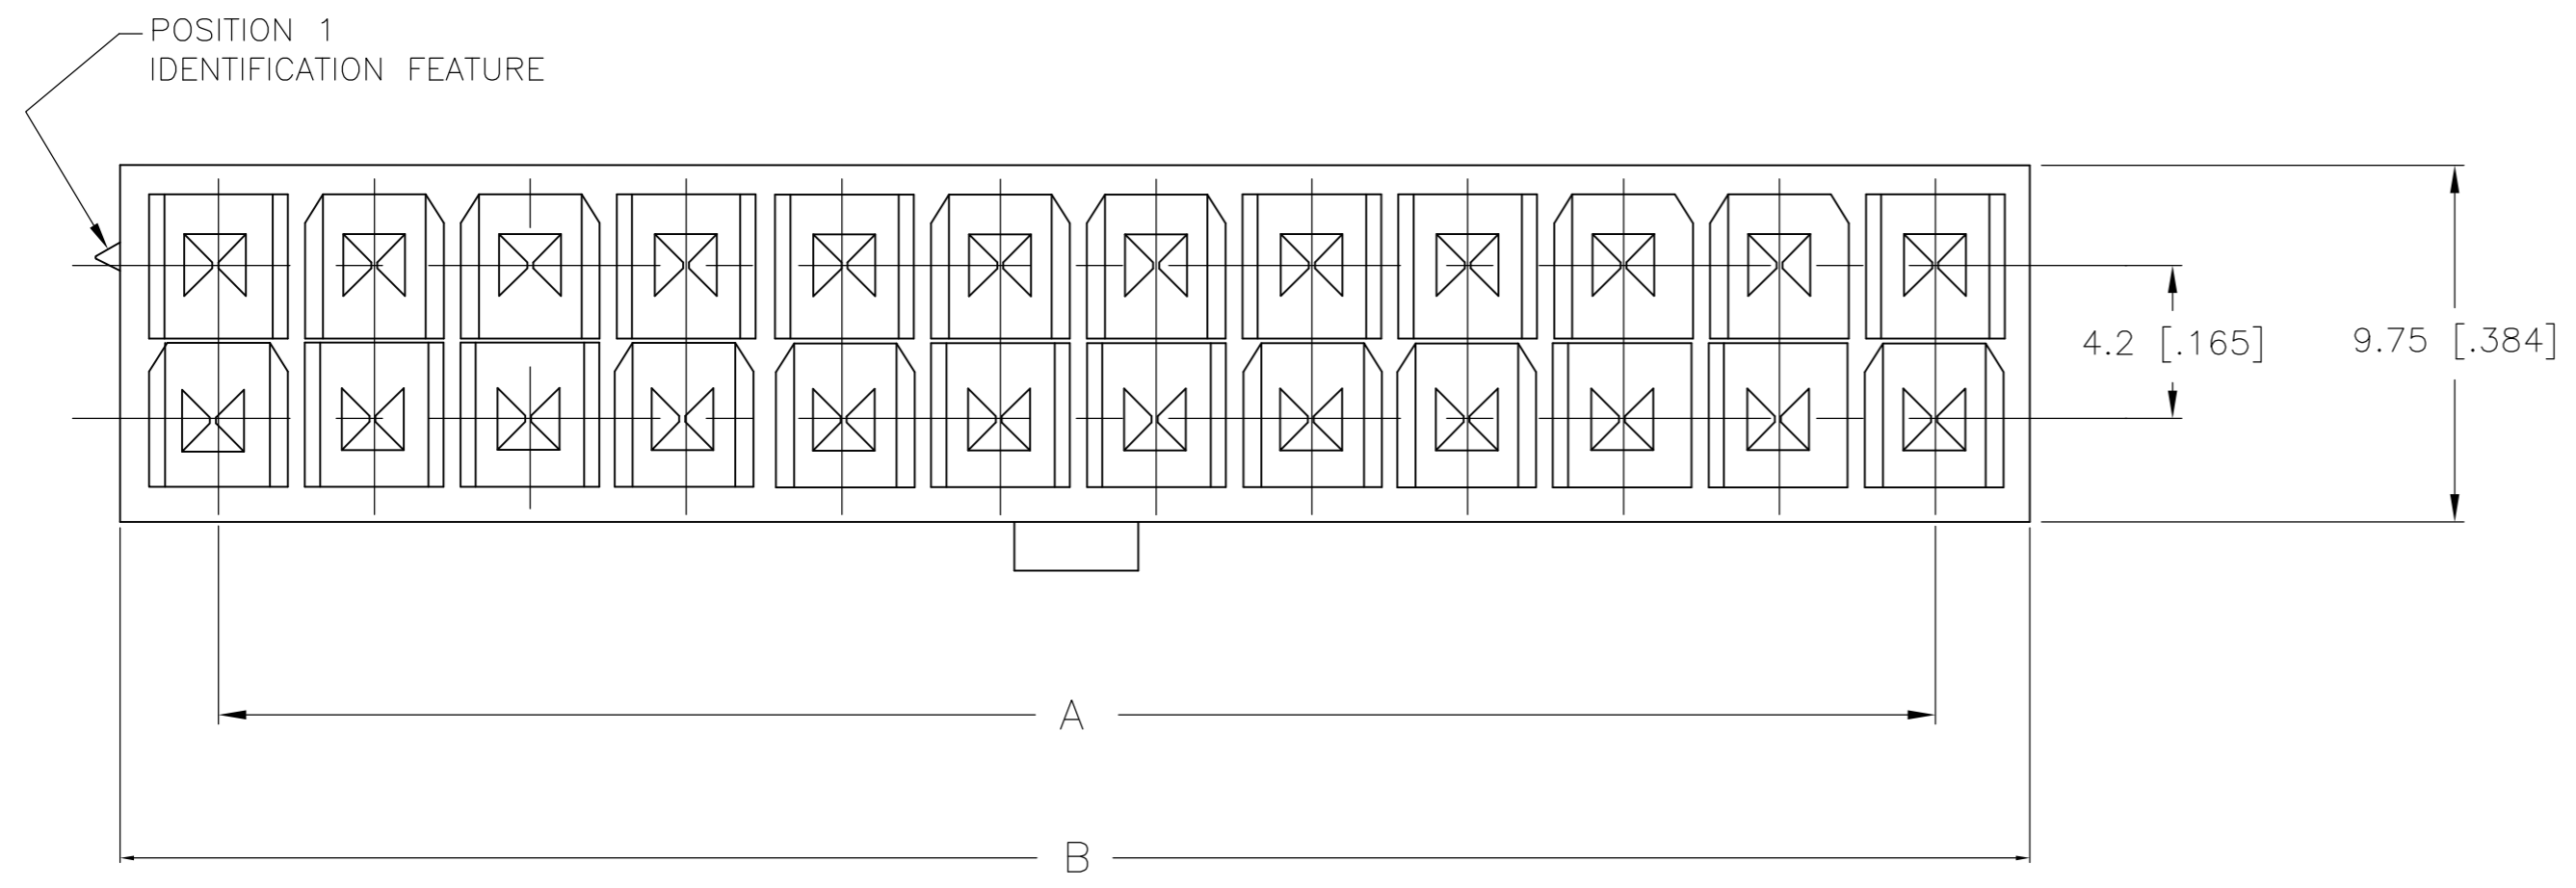 POSITION 1
IDENTIFICATION FEATURE
4.2 [.165]
9.75 [.384]
A
B